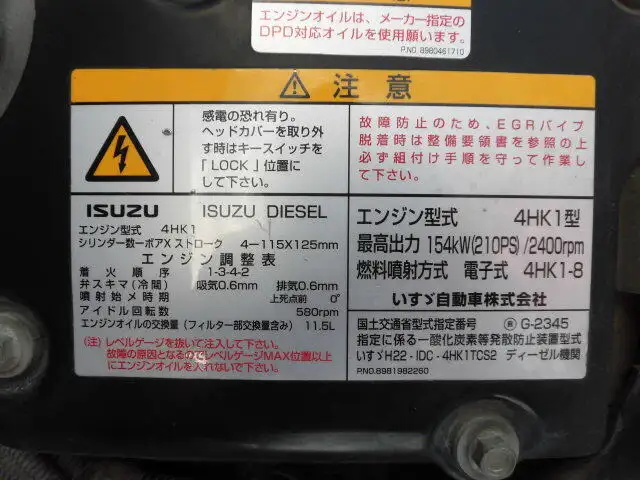 エンジンオイルは、メーカー指定の
DPD対応オイルを使用願います。
P.NO. 8980461710
注意
感電の恐れ有り。
ヘッドカバーを取り外
す時はキースイッチを
「LOCK」位置に
して下さい。
故障防止のため、EGRパイプ
脱着時は整備要領書を参照の上
必ず組付け手順を守って作業し
て下さい。
ISUZU ISUZU DIESEL
エンジン型式 4HK1
シリンダー数ーボアX ストローク 4ー115X125mm
エンジン調整表
着火順序 1-3-4-2
弁スキマ(冷間) 吸気0.6mm 排気0.6mm
噴射始メ時期 上死点前 0°
アイドル回転数 580rpm
エンジンオイルの交換量(フィルター部交換量含み) 11.5L
(注)レベルゲージを抜いて注入して下さい。
故障の原因となるのでレベルゲージMAX位置以上
にエンジンオイルを入れないで下さい。
エンジン型式 4HK1型
最高出力 154kW(210PS)/2400rpm
燃料噴射方式 電子式 4HK1-8
いすゞ自動車株式会社
国土交通省型式指定番号 G-2345
指定に係る一酸化炭素等発散防止装置型式
いすゞH22-IDC-4HK1TCS2 ディーゼル機関
P.NO.8981982260